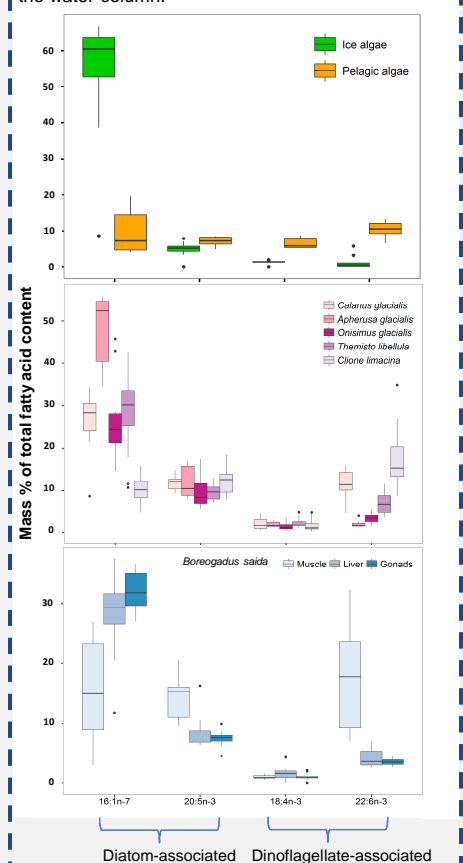 the water column.
Mass % of total fatty acid content
60
50
40
30
20
10
0
Ice algae
Pelagic algae
50
40
30
20
10
0
Calanus glacialis
Apherusa glacialis
Onisimus glacialis
Themisto libellula
Clione limacina
30
20
10
0
Boreogadus saida Muscle Liver Gonads
16:1n-7 20:5n-3 18:4n-3 22:6n-3
Diatom-associated Dinoflagellate-associated